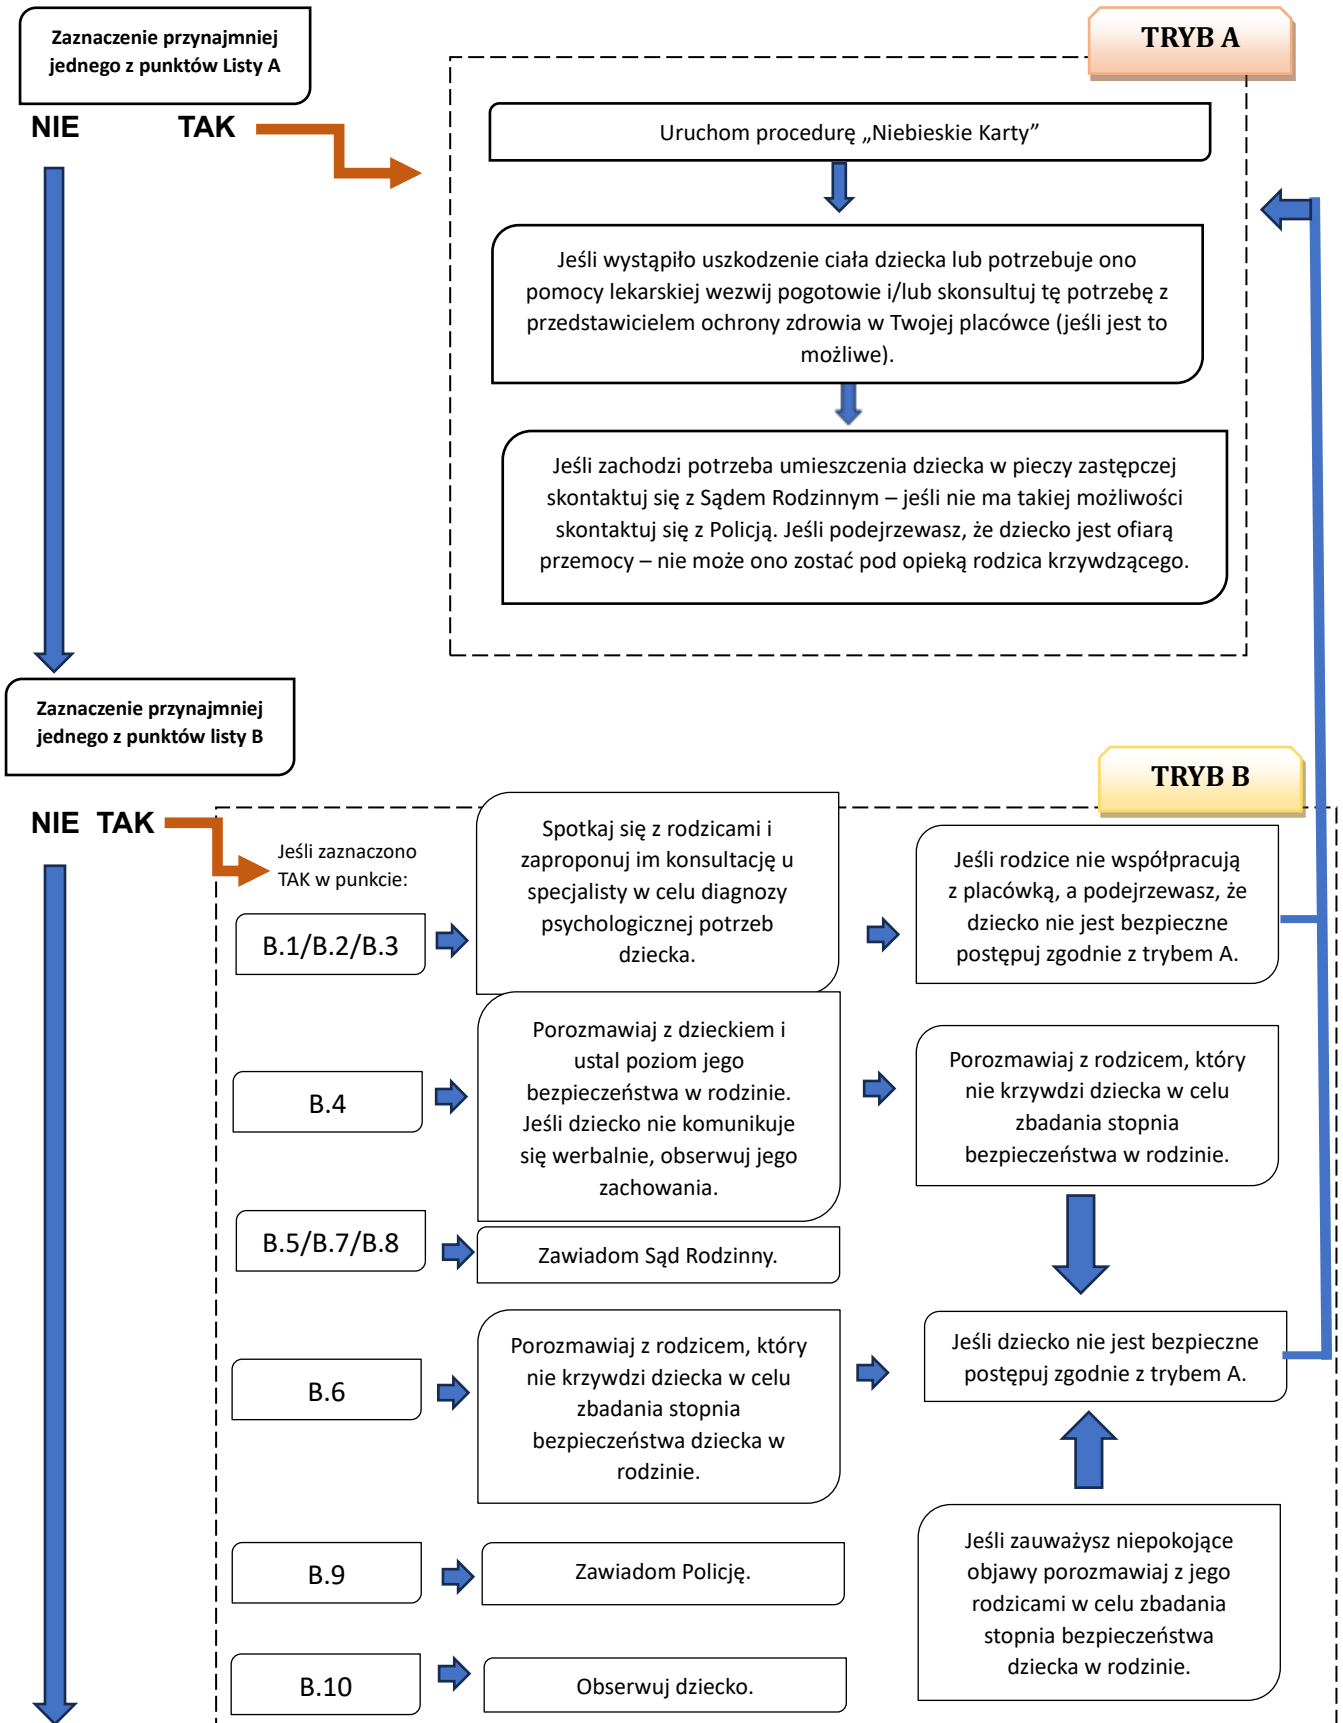 Zaznaczenie przynajmniej
jednego z punktów Listy A
NIE TAK
TRYB A
Uruchom procedurę „Niebieskie Karty”
Jeśli wystąpiło uszkodzenie ciała dziecka lub potrzebuje ono
pomocy lekarskiej wezwij pogotowie i/lub skonsultuj tę potrzebę z
przedstawicielem ochrony zdrowia w Twojej placówce (jeśli jest to
możliwe).
Jeśli zachodzi potrzeba umieszczenia dziecka w pieczy zastępczej
skontaktuj się z Sądem Rodzinnym – jeśli nie ma takiej możliwości
skontaktuj się z Policją. Jeśli podejrzewasz, że dziecko jest ofiarą
przemocy – nie może ono zostać pod opieką rodzica krzywdzącego.
Zaznaczenie przynajmniej
jednego z punktów listy B
NIE TAK
TRYB B
Jeśli zaznaczono
TAK w punkcie:
B.1/B.2/B.3
Spotkaj się z rodzicami i
zaproponuj im konsultację u
specjalisty w celu diagnozy
psychologicznej potrzeb
dziecka.
Jeśli rodzice nie współpracują
z placówką, a podejrzewasz, że
dziecko nie jest bezpieczne
postępuj zgodnie z trybem A.
B.4
Porozmawiaj z dzieckiem i
ustal poziom jego
bezpieczeństwa w rodzinie.
Jeśli dziecko nie komunikuje
się werbalnie, obserwuj jego
zachowania.
Porozmawiaj z rodzicem, który
nie krzywdzi dziecka w celu
zbadania stopnia
bezpieczeństwa w rodzinie.
B.5/B.7/B.8
Zawiadom Sąd Rodzinny.
B.6
Porozmawiaj z rodzicem, który
nie krzywdzi dziecka w celu
zbadania stopnia
bezpieczeństwa dziecka w
rodzinie.
Jeśli dziecko nie jest bezpieczne
postępuj zgodnie z trybem A.
B.9
Zawiadom Policję.
B.10
Obserwuj dziecko.
Jeśli zauważysz niepokojące
objawy porozmawiaj z jego
rodzicami w celu zbadania
stopnia bezpieczeństwa
dziecka w rodzinie.